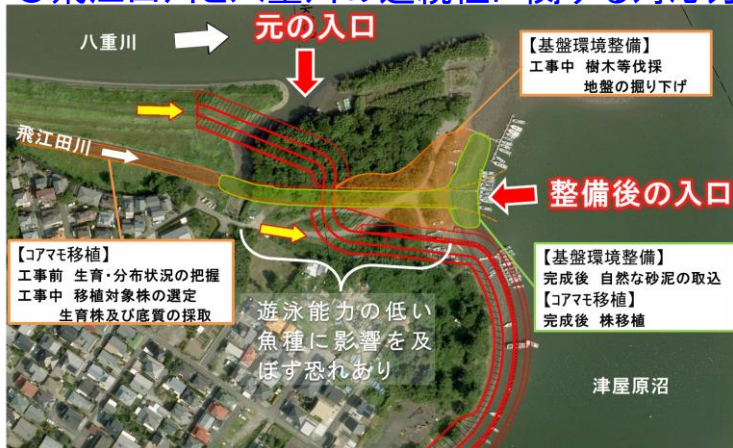 八重川
元の入口
【基盤環境整備】
工事中 樹木等伐採
地盤の掘り下げ
飛江田川
整備後の入口
【コアマモ移植】
工事前 生育・分布状況の把握
工事中 移植対象株の選定
生育株及び底質の採取
【基盤環境整備】
完成後 自然な砂泥の取込
【コアマモ移植】
完成後 株移植
遊泳能力の低い
魚種に影響を及
ぼす恐れあり
津屋原沼